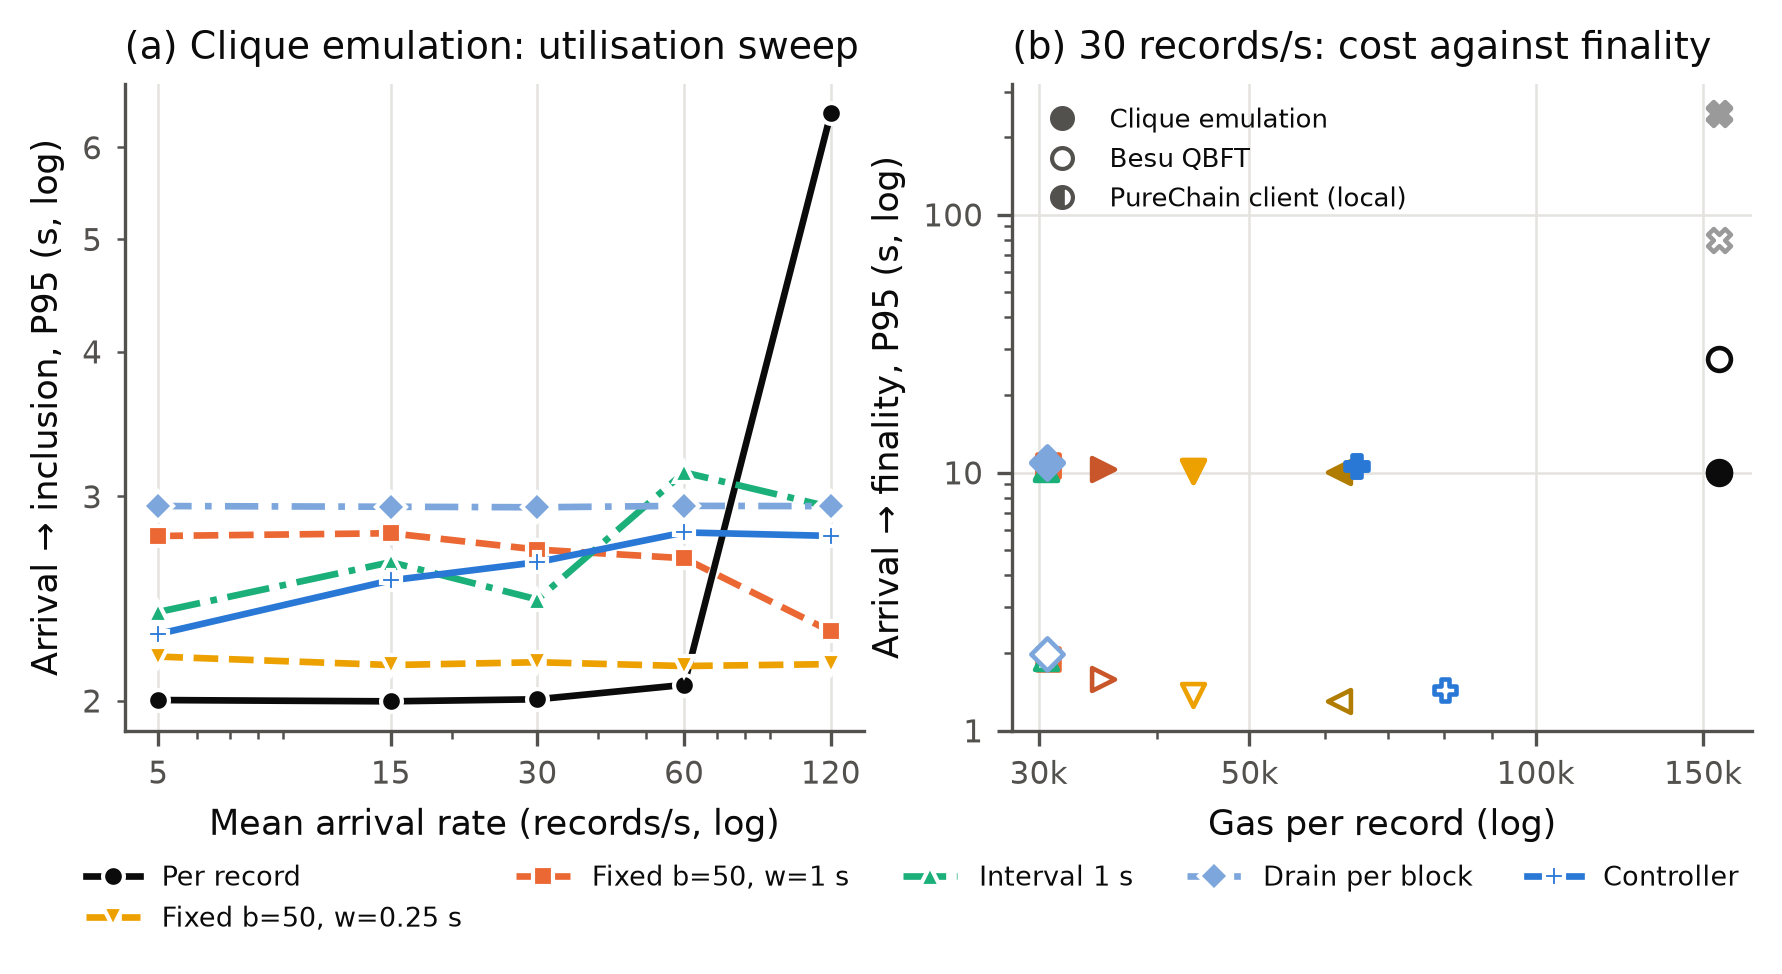 (a) Clique emulation: utilisation sweep
Arrival → inclusion, P95 (s, log)
6
5
4
3
2
5
15
30
60
120
Mean arrival rate (records/s, log)
(b) 30 records/s: cost against finality
Arrival → finality, P95 (s, log)
Clique emulation
Besu QBFT
PureChain client (local)
100
10
1
30k
50k
100k
150k
Gas per record (log)
Per record
Fixed b=50, w=1 s
Interval 1 s
Drain per block
Controller
Fixed b=50, w=0.25 s